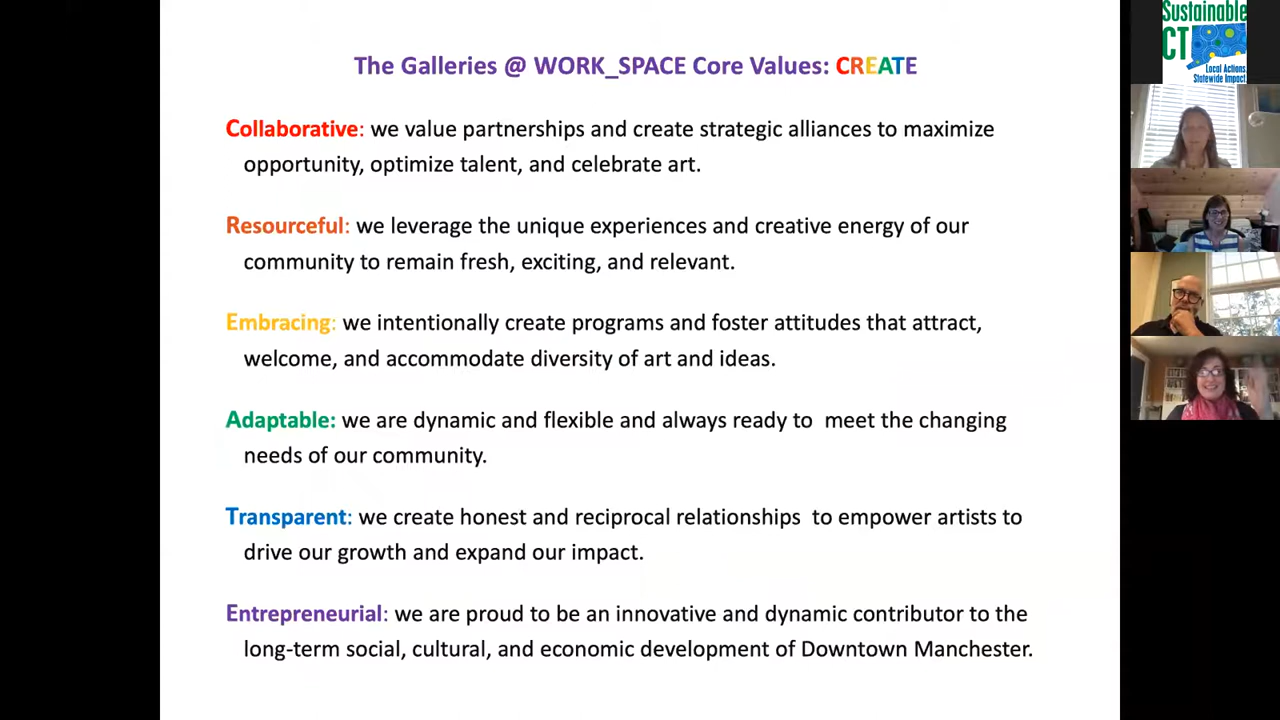 The Galleries @ WORK_SPACE Core Values: CREATE
Collaborative: we value partnerships and create strategic alliances to maximize
opportunity, optimize talent, and celebrate art.
Resourceful: we leverage the unique experiences and creative energy of our
community to remain fresh, exciting, and relevant.
Embracing: we intentionally create programs and foster attitudes that attract,
welcome, and accommodate diversity of art and ideas.
Adaptable: we are dynamic and flexible and always ready to  meet the changing
needs of our community.
Transparent: we create honest and reciprocal relationships  to empower artists to
drive our growth and expand our impact.
Entrepreneurial: we are proud to be an innovative and dynamic contributor to the
long-term social, cultural, and economic development of Downtown Manchester.
Sustainable
CT
Local Actions,
Statewide Impact.